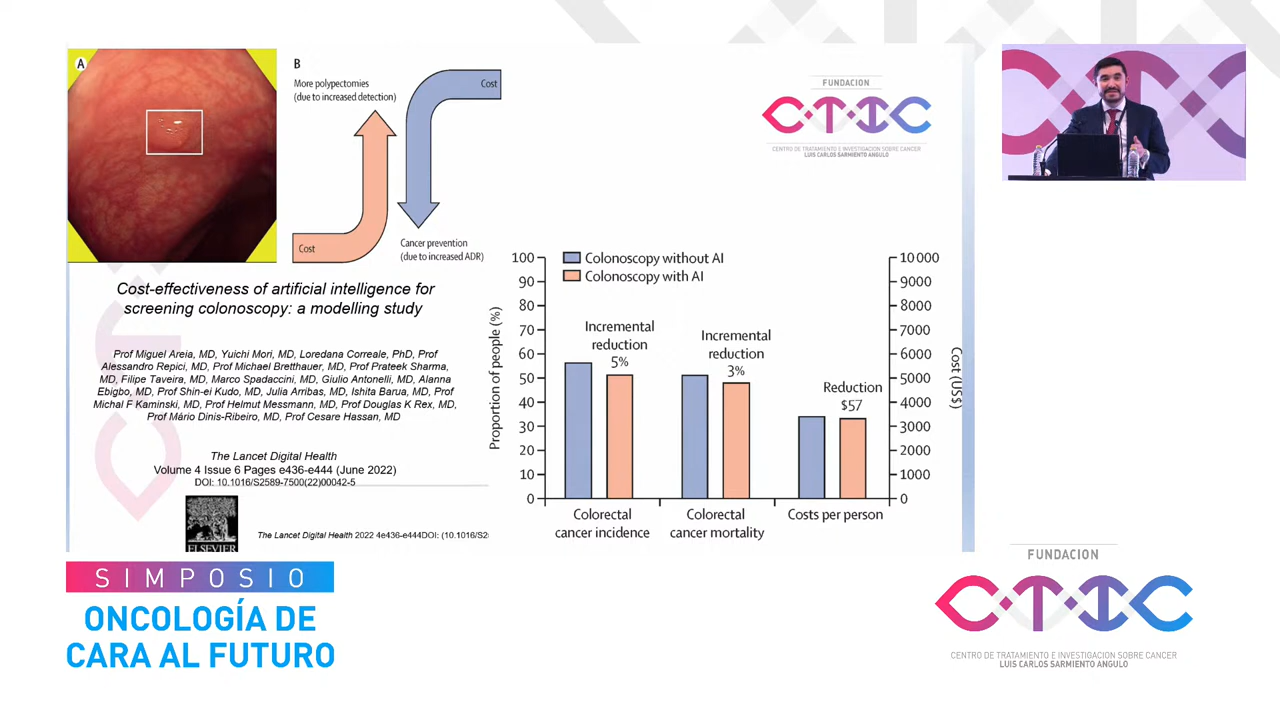 A
B
More polypectomies
(due to increased detection)
Cost
Cost
Cancer prevention
(due to increased ADR)
FUNDACION
CTIC
CENTRO DE TRATAMIENTO E INVESTIGACION SOBRE CANCER
LUIS CARLOS SARMIENTO ANGULO
Cost-effectiveness of artificial intelligence for
screening colonoscopy: a modelling study
Prof Miguel Areia, MD, Yuichi Mori, MD, Loredana Correale, PhD, Prof
Alessandro Repici, MD, Prof Michael Bretthauer, MD, Prof Prateek Sharma,
MD, Filipe Taveira, MD, Marco Spadaccini, MD, Giulio Antonelli, MD, Alanna
Ebigbo, MD, Prof Shin-ei Kudo, MD, Julia Arribas, MD, Ishita Barua, MD, Prof
Michal F Kaminski, MD, Prof Helmut Messmann, MD, Prof Douglas K Rex, MD,
Prof Mário Dinis-Ribeiro, MD, Prof Cesare Hassan, MD
The Lancet Digital Health
Volume 4 Issue 6 Pages e436-e444 (June 2022)
DOI: 10.1016/S2589-7500(22)00042-5
ELSEVIER
The Lancet Digital Health 2022 4e436-e444DOI: (10.1016/S2
Colonoscopy without AI
Colonoscopy with AI
Proportion of people (%)
100
90
80
70
60
50
40
30
20
10
0
Incremental
reduction
5%
Incremental
reduction
3%
Reduction
$57
10 000
9000
8000
7000
6000
5000
4000
3000
2000
1000
0
Cost (US$)
Colorectal
cancer incidence
Colorectal
cancer mortality
Costs per person
SIMPOSIO
ONCOLOGÍA DE
CARA AL FUTURO
FUNDACION
CTIC
CENTRO DE TRATAMIENTO E INVESTIGACION SOBRE CANCER
LUIS CARLOS SARMIENTO ANGULO